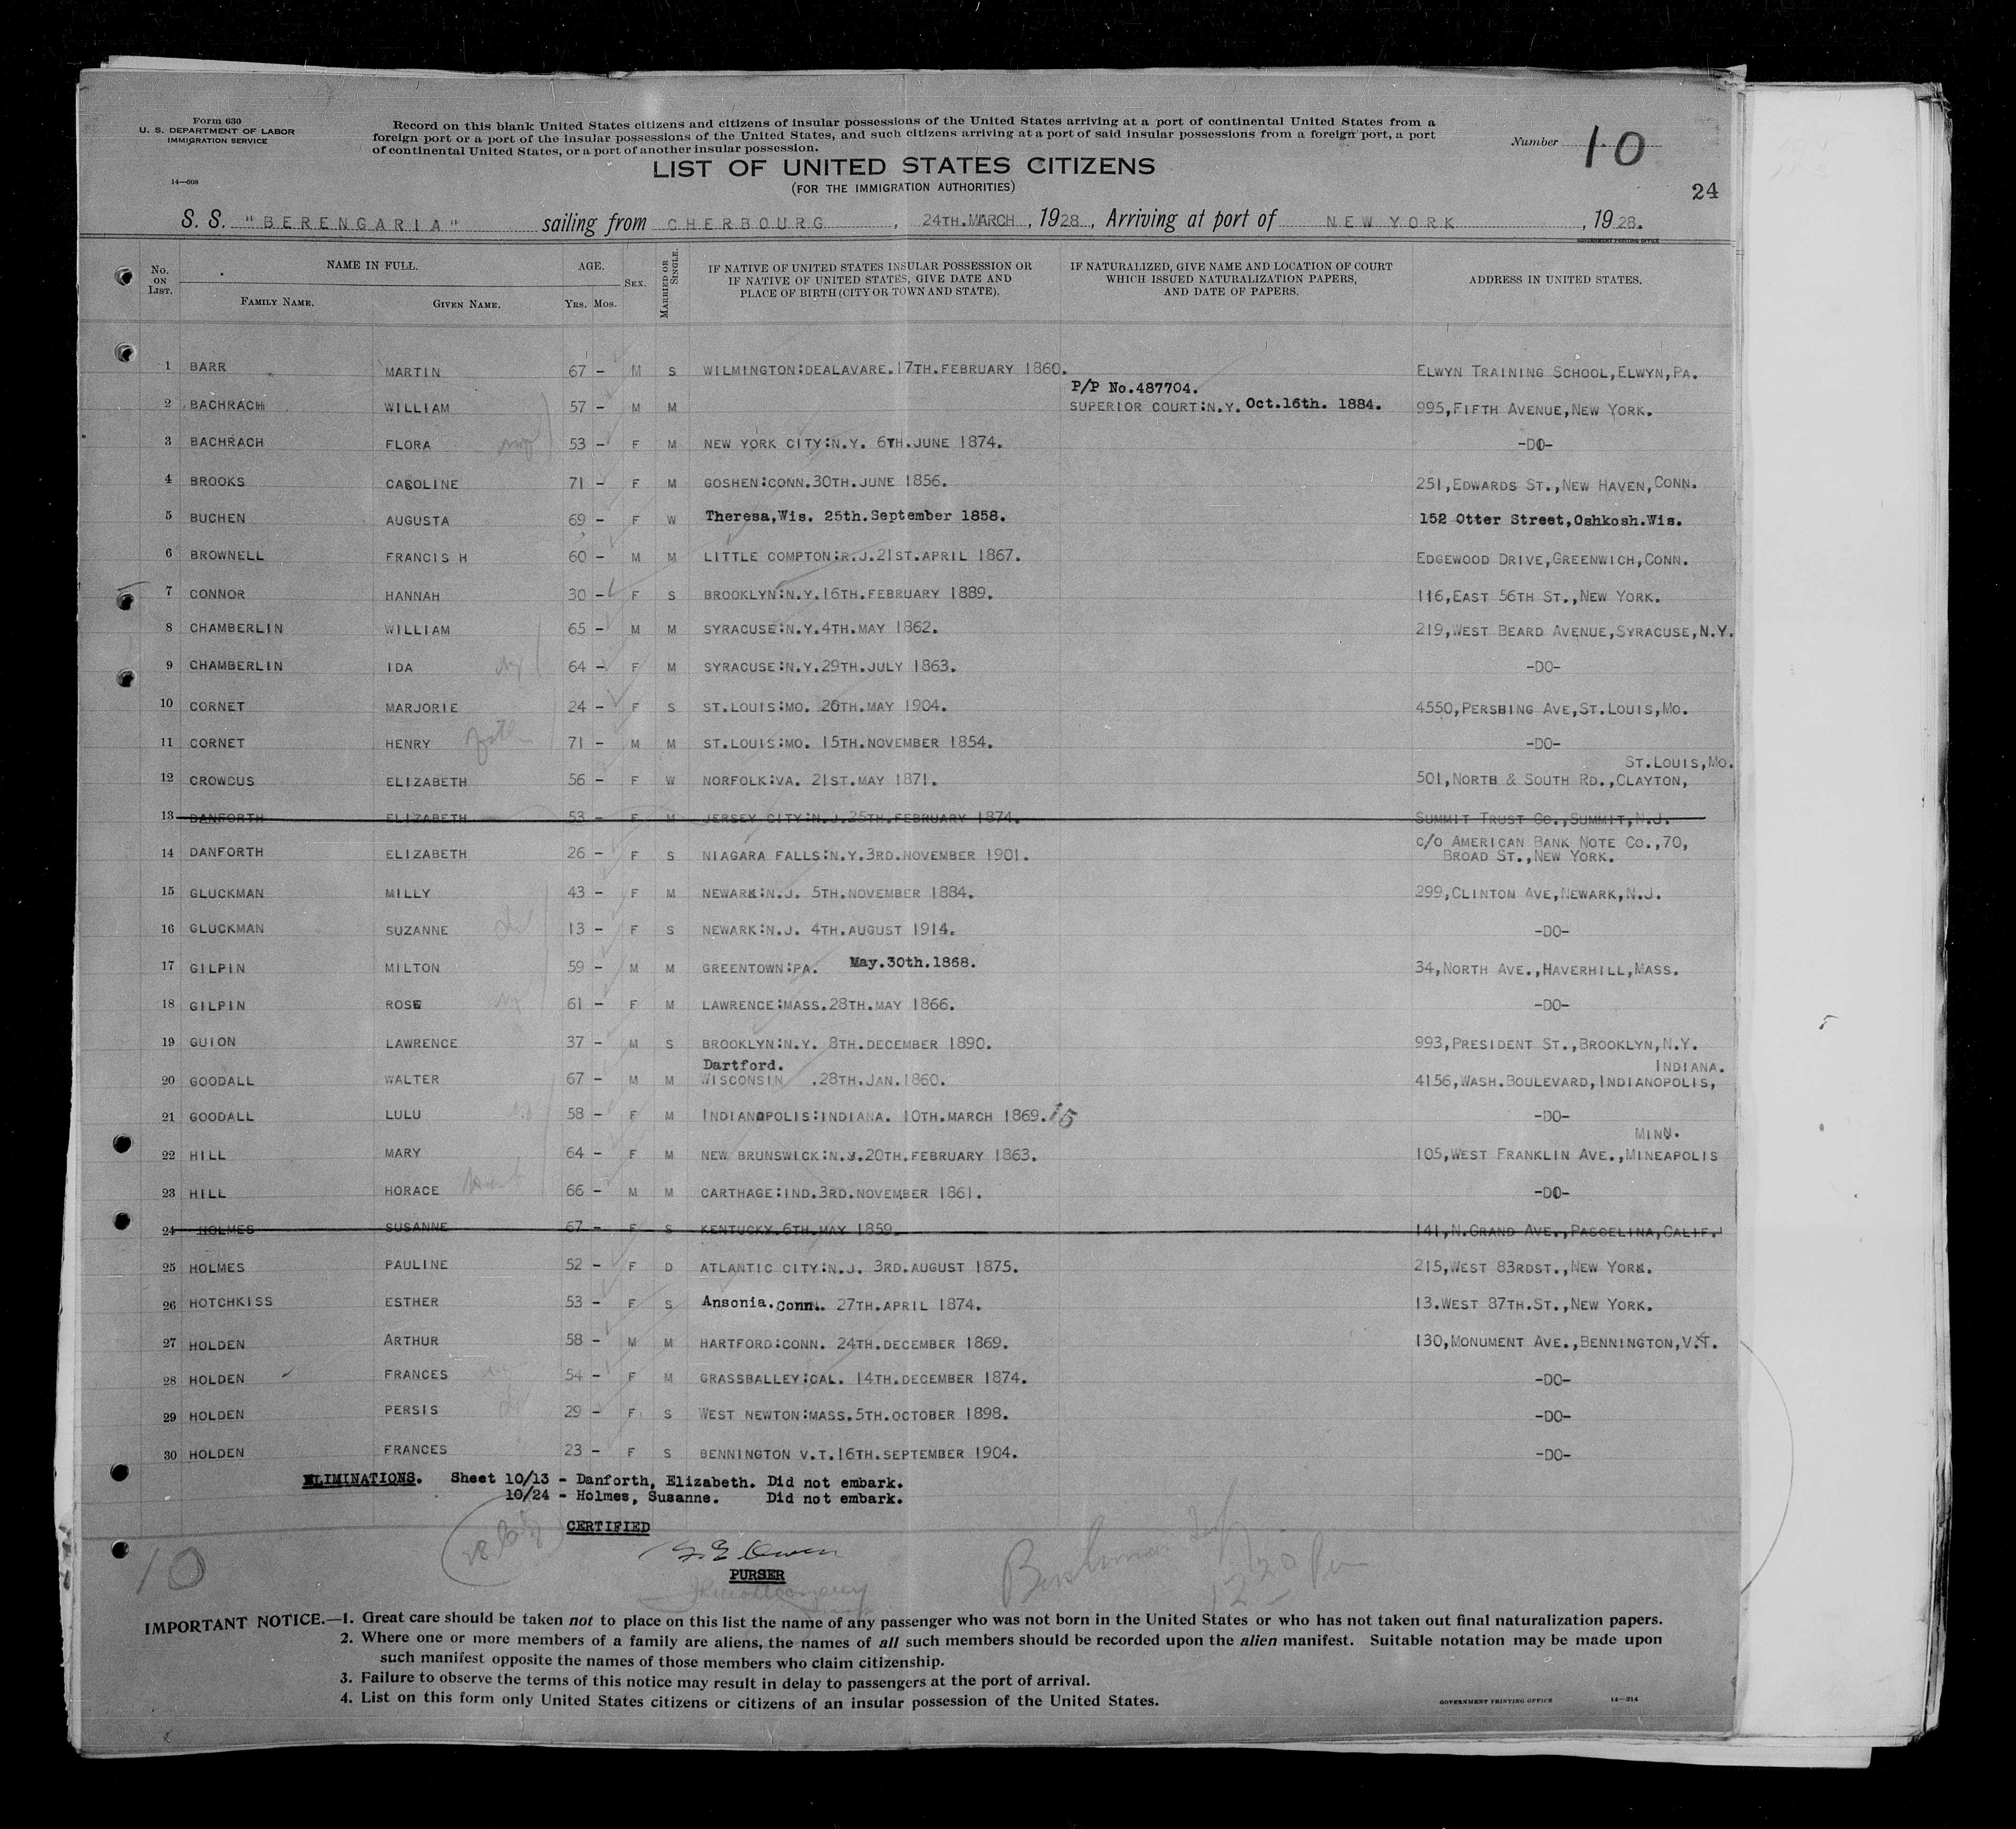 Form 630
U. S. DEPARTMENT OF LABOR
IMMIGRATION SERVICE
14—608
Record on this blank United States citizens and citizens of insular possessions of the United States arriving at a port of continental United States from a
foreign port or a port of the insular possessions of the United States, and such citizens arriving at a port of said insular possessions from a foreign port, a port
of continental United States, or a port of another insular possession.
Number 10
LIST OF UNITED STATES CITIZENS
(FOR THE IMMIGRATION AUTHORITIES)
24
S. S. "BERENGARIA" sailing from CHERBOURG, 24TH.MARCH, 1928, Arriving at port of NEW YORK, 1928.
GOVERNMENT PRINTING OFFICE
No. ON LIST. NAME IN FULL. FAMILY NAME. GIVEN NAME. AGE. Yrs. Mos. SEX. MARRIED OR SINGLE. IF NATIVE OF UNITED STATES INSULAR POSSESSION OR IF NATIVE OF UNITED STATES, GIVE DATE AND PLACE OF BIRTH (CITY OR TOWN AND STATE). IF NATURALIZED, GIVE NAME AND LOCATION OF COURT WHICH ISSUED NATURALIZATION PAPERS, AND DATE OF PAPERS. ADDRESS IN UNITED STATES.
1 BARR MARTIN 67 - M S WILMINGTON:DEALAVARE.17TH.FEBRUARY 1860. ELWYN TRAINING SCHOOL,ELWYN,PA.
P/P No.487704.
2 BACHRACH WILLIAM 57 - M M SUPERIOR COURT:N.Y. Oct.16th. 1884. 995,FIFTH AVENUE,NEW YORK.
3 BACHRACH FLORA 53 - F M NEW YORK CITY:N.Y. 6TH.JUNE 1874. -DO-
4 BROOKS CAROLINE 71 - F M GOSHEN:CONN.30TH.JUNE 1856. 251,EDWARDS ST.,NEW HAVEN,CONN.
5 BUCHEN AUGUSTA 69 - F W Theresa,Wis. 25th.September 1858. 152 Otter Street,Oshkosh.Wis.
6 BROWNELL FRANCIS H 60 - M M LITTLE COMPTON:R.J.21ST.APRIL 1867. EDGEWOOD DRIVE,GREENWICH,CONN.
7 CONNOR HANNAH 30 - F S BROOKLYN:N.Y.16TH.FEBRUARY 1889. 116,EAST 56TH ST.,NEW YORK.
8 CHAMBERLIN WILLIAM 65 - M M SYRACUSE:N.Y.4TH.MAY 1862. 219,WEST BEARD AVENUE,SYRACUSE,N.Y.
9 CHAMBERLIN IDA 64 - F M SYRACUSE:N.Y.29TH.JULY 1863. -DO-
10 CORNET MARJORIE 24 - F S ST.LOUIS:MO. 20TH.MAY 1904. 4550,PERSBING AVE,ST.LOUIS,MO.
11 CORNET HENRY 71 - M M ST.LOUIS:MO. 15TH.NOVEMBER 1854. -DO-
ST.LOUIS,MO.
12 CROWDUS ELIZABETH 56 - F W NORFOLK:VA. 21ST.MAY 1871. 501,NORTB & SOUTH RD.,CLAYTON,
13 DANFORTH ELIZABETH 53 - F M JERSEY CITY:N.J.25TH.FEBRUARY 1874. SUMMIT TRUST CO.,SUMMIT,N.J.
14 DANFORTH ELIZABETH 26 - F S NIAGARA FALLS:N.Y.3RD.NOVEMBER 1901. C/O AMERICAN BANK NOTE CO.,70,
BROAD ST.,NEW YORK.
15 GLUCKMAN MILLY 43 - F M NEWARK:N.J. 5TH.NOVEMBER 1884. 299,CLINTON AVE,NEWARK,N.J.
16 GLUCKMAN SUZANNE 13 - F S NEWARK:N.J. 4TH.AUGUST 1914. -DO-
17 GILPIN MILTON 59 - M M GREENTOWN:PA. May.30th.1868. 34,NORTH AVE.,HAVERHILL,MASS.
18 GILPIN ROSE 61 - F M LAWRENCE:MASS.28TH.MAY 1866. -DO-
19 GUION LAWRENCE 37 - M S BROOKLYN:N.Y. 8TH.DECEMBER 1890. 993,PRESIDENT ST.,BROOKLYN,N.Y.
Dartford. INDIANA.
20 GOODALL WALTER 67 - M M WISCONSIN .28TH.JAN.1860. 4156,WASH.BOULEVARD,INDIANOPOLIS,
21 GOODALL LULU 58 - F M INDIANOPOLIS:INDIANA. 10TH.MARCH 1869. 15 -DO-
MINN.
22 HILL MARY 64 - F M NEW BRUNSWICK:N.J.20TH.FEBRUARY 1863. 105,WEST FRANKLIN AVE.,MINEAPOLIS
23 HILL HORACE 66 - M M CARTHAGE:IND.3RD.NOVEMBER 1861. -DO-
24 HOLMES SUSANNE 67 - F S KENTUCKY.6TH.MAY 1859. 141,N.GRAND AVE.,PASCELINA,CALIF.
25 HOLMES PAULINE 52 - F D ATLANTIC CITY:N.J. 3RD.AUGUST 1875. 215,WEST 83RDST.,NEW YORK.
26 HOTCHKISS ESTHER 53 - F S Ansonia.Conn. 27TH.APRIL 1874. 13.WEST 87TH.ST.,NEW YORK.
27 HOLDEN ARTHUR 58 - M M HARTFORD:CONN. 24TH.DECEMBER 1869. 130,MONUMENT AVE.,BENNINGTON,V.T.
28 HOLDEN FRANCES 54 - F M GRASSBALLEY:CAL. 14TH.DECEMBER 1874. -DO-
29 HOLDEN PERSIS 29 - F S WEST NEWTON:MASS.5TH.OCTOBER 1898. -DO-
30 HOLDEN FRANCES 23 - F S BENNINGTON V.T.16TH.SEPTEMBER 1904. -DO-
ELIMINATIONS. Sheet 10/13 - Danforth, Elizabeth. Did not embark.
10/24 - Holmes, Susanne. Did not embark.
CERTIFIED
10
Owen
PURSER
IMPORTANT NOTICE.—1. Great care should be taken not to place on this list the name of any passenger who was not born in the United States or who has not taken out final naturalization papers.
2. Where one or more members of a family are aliens, the names of all such members should be recorded upon the alien manifest. Suitable notation may be made upon
such manifest opposite the names of those members who claim citizenship.
3. Failure to observe the terms of this notice may result in delay to passengers at the port of arrival.
4. List on this form only United States citizens or citizens of an insular possession of the United States.
GOVERNMENT PRINTING OFFICE 14—314